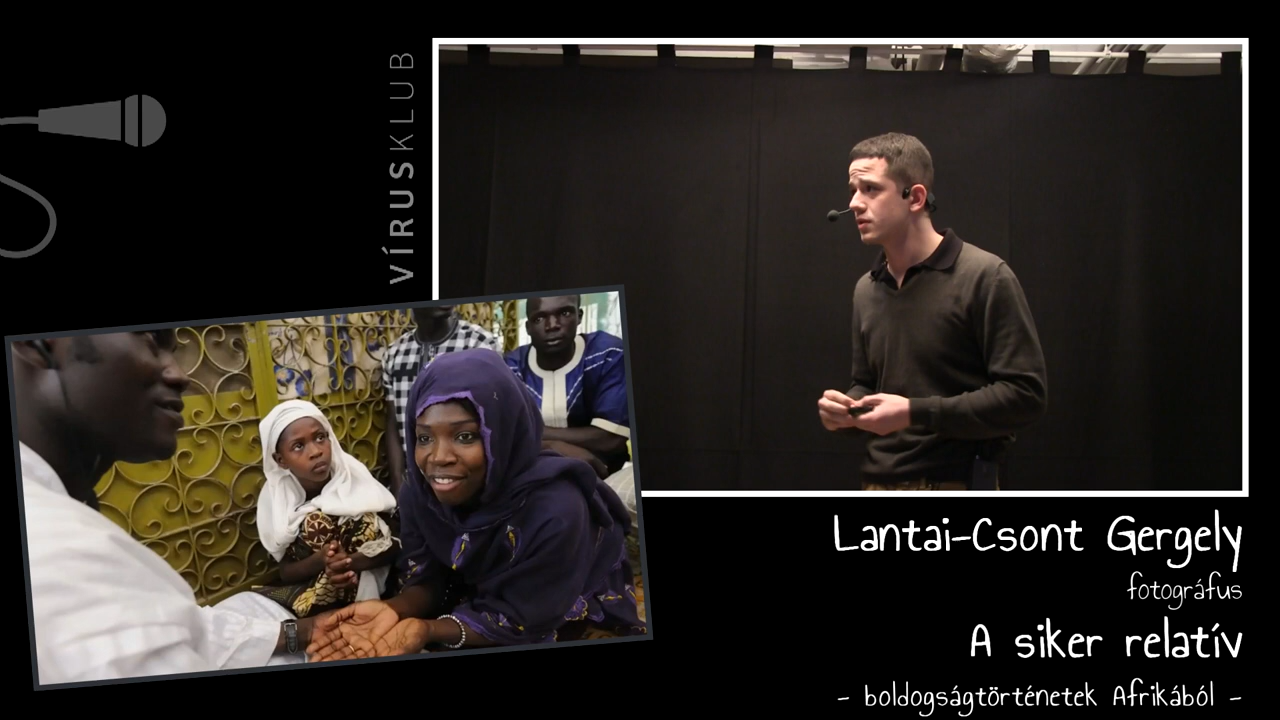 VÍRUSKLUB
Lantai-Csont Gergely
fotográfus
A siker relatív
- boldogságtörténetek Afrikából -